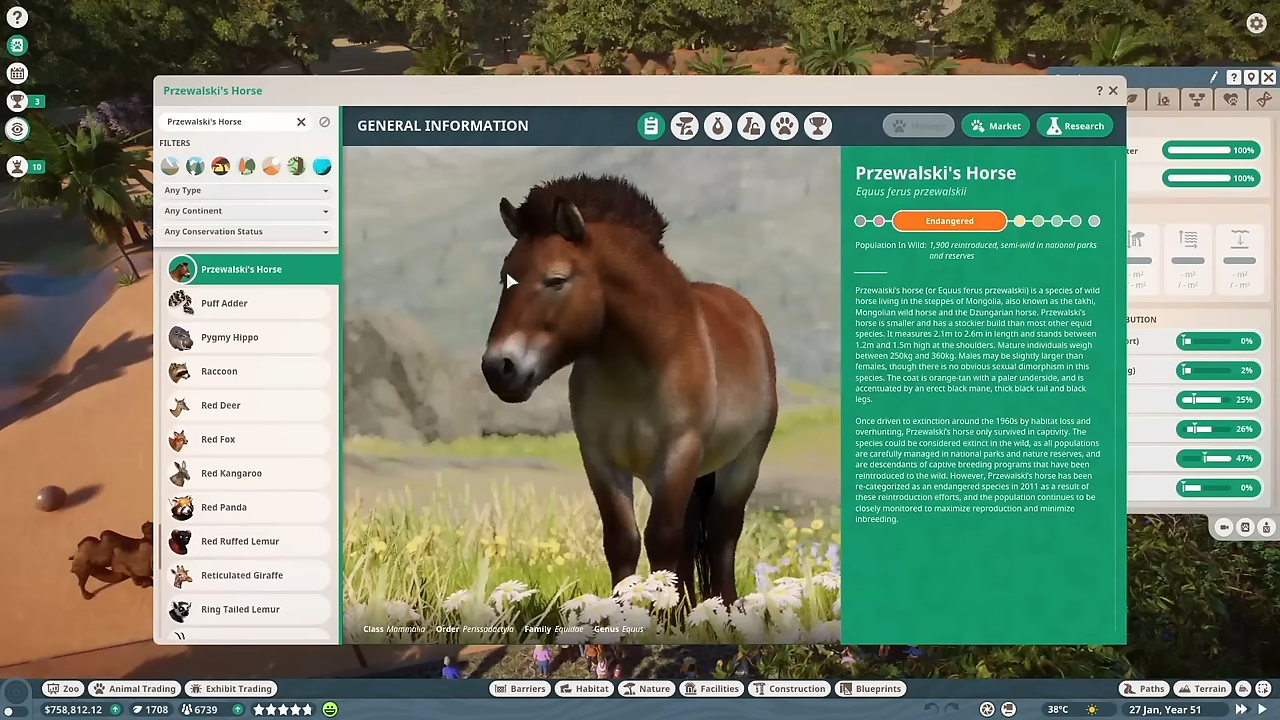 Przewalski's Horse
Przewalski's Horse
FILTERS
Any Type
Any Continent
Any Conservation Status
Przewalski's Horse
Puff Adder
Pygmy Hippo
Raccoon
Red Deer
Red Fox
Red Kangaroo
Red Panda
Red Ruffed Lemur
Reticulated Giraffe
Ring Tailed Lemur
GENERAL INFORMATION
Market
Research
Class Mammalia Order Perissodactyla Family Equidae Genus Equus
Przewalski's Horse
Equus ferus przewalskii
Endangered
Population In Wild: 1,900 reintroduced, semi-wild in national parks
and reserves
Przewalski's horse (or Equus ferus przewalskii) is a species of wild
horse living in the steppes of Mongolia, also known as the takhi,
Mongolian wild horse and the Dzungarian horse. Przewalski's
horse is smaller and has a stockier build than most other equid
species. It measures 2.1m to 2.6m in length and stands between
1.2m and 1.5m high at the shoulders. Mature individuals weigh
between 250kg and 360kg. Males may be slightly larger than
females, though there is no obvious sexual dimorphism in this
species. The coat is orange-tan with a paler underside, and is
accentuated by an erect black mane, thick black tail and black
legs.
Once driven to extinction around the 1960s by habitat loss and
overhunting, Przewalski's horse only survived in captivity. The
species could be considered extinct in the wild, as all populations
are carefully managed in national parks and nature reserves, and
are descendants of captive breeding programs that have been
reintroduced to the wild. However, Przewalski's horse has been
re-categorized as an endangered species in 2011 as a result of
these reintroduction efforts, and the population continues to be
closely monitored to maximize reproduction and minimize
inbreeding.
3
10
ter 100%
100%
- m²
/ - m²
- m²
/ - m²
- m²
/ - m²
BUTION
ort) 0%
g) 2%
25%
26%
47%
0%
Zoo Animal Trading Exhibit Trading Barriers Habitat Nature Facilities Construction Blueprints Paths Terrain
$758,812.12 1708 6739 38°C 27 Jan, Year 51